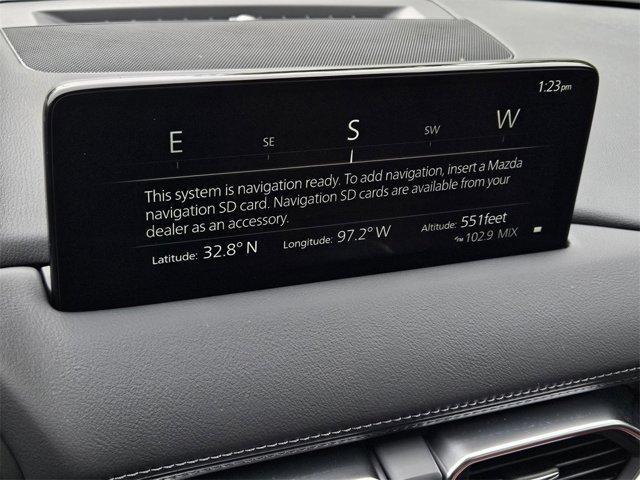 1:23pm
E SE S SW W
This system is navigation ready. To add navigation, insert a Mazda
navigation SD card. Navigation SD cards are available from your
dealer as an accessory.
Latitude: 32.8° N Longitude: 97.2° W Altitude: 551feet
FM 102.9 MIX